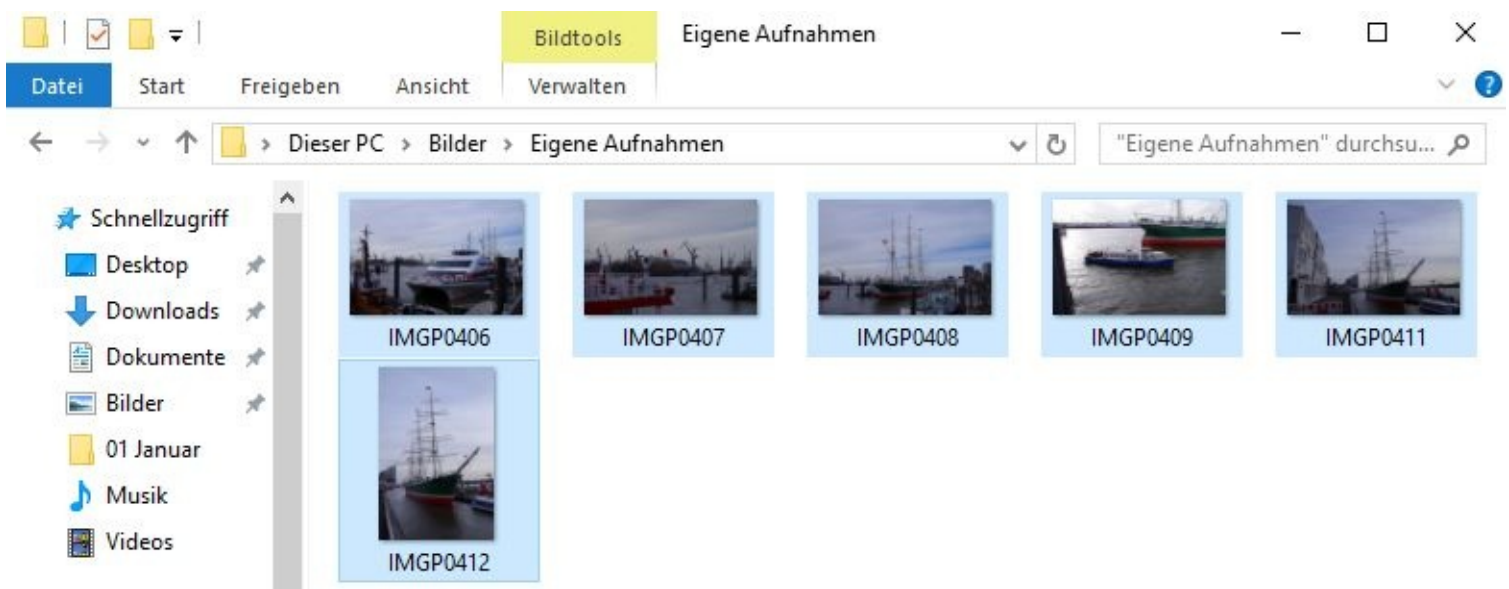 Bildtools Eigene Aufnahmen
Datei Start Freigeben Ansicht Verwalten
Dieser PC > Bilder > Eigene Aufnahmen "Eigene Aufnahmen" durchsu...
Schnellzugriff
Desktop
Downloads
Dokumente
Bilder
01 Januar
Musik
Videos
IMGP0406 IMGP0407 IMGP0408 IMGP0409 IMGP0411
IMGP0412